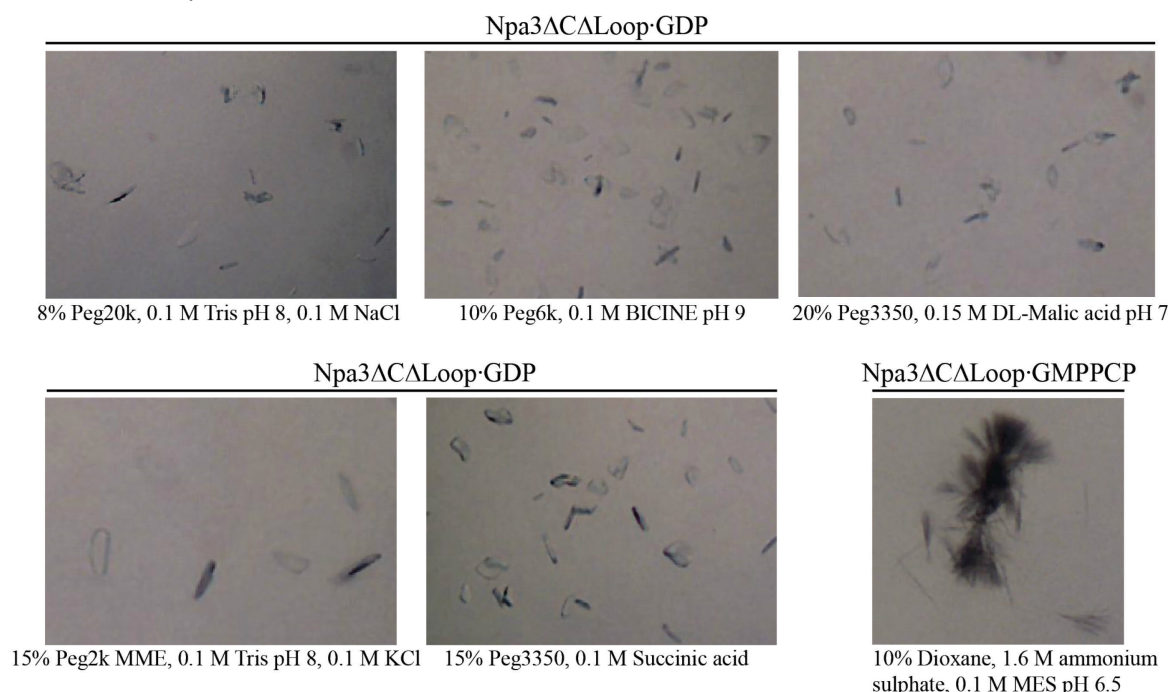 Npa3ΔCΔLoop·GDP
8% Peg20k, 0.1 M Tris pH 8, 0.1 M NaCl
10% Peg6k, 0.1 M BICINE pH 9
20% Peg3350, 0.15 M DL-Malic acid pH 7
Npa3ΔCΔLoop·GDP
Npa3ΔCΔLoop·GMPPCP
15% Peg2k MME, 0.1 M Tris pH 8, 0.1 M KCl
15% Peg3350, 0.1 M Succinic acid
10% Dioxane, 1.6 M ammonium
sulphate, 0.1 M MES pH 6.5